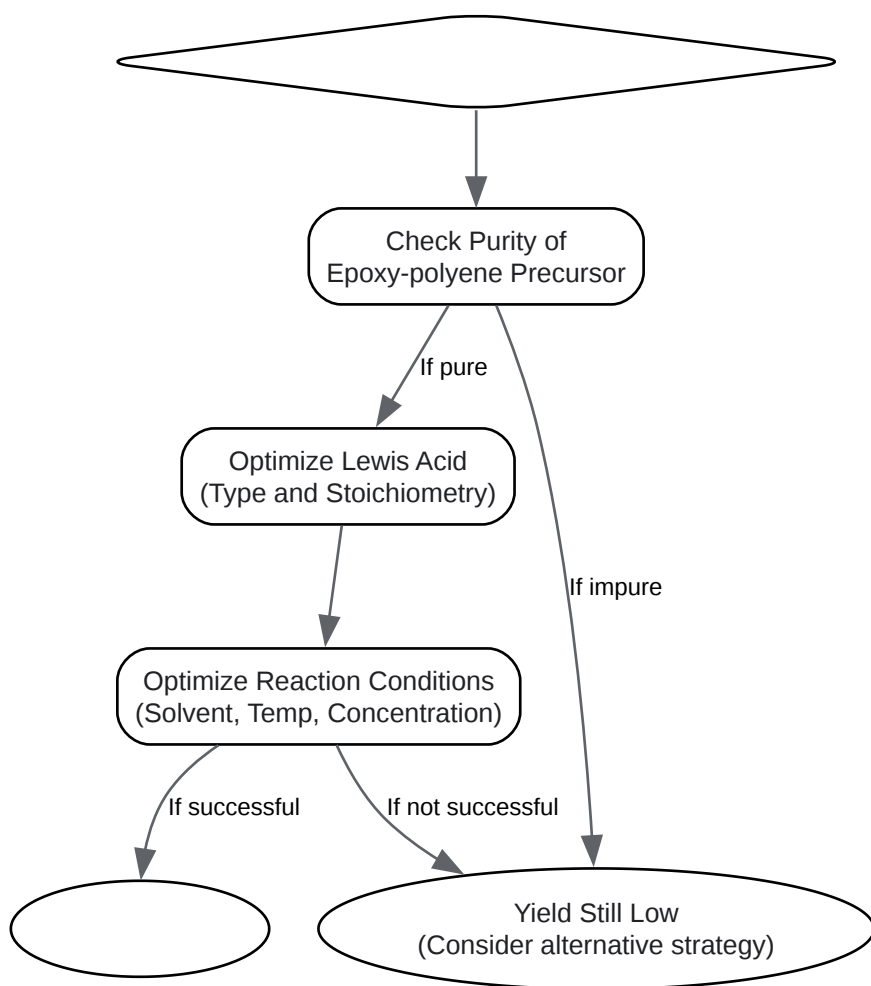 Check Purity of
Epoxy-polyene Precursor
If pure
Optimize Lewis Acid
(Type and Stoichiometry)
If impure
Optimize Reaction Conditions
(Solvent, Temp, Concentration)
If successful
If not successful
Yield Still Low
(Consider alternative strategy)